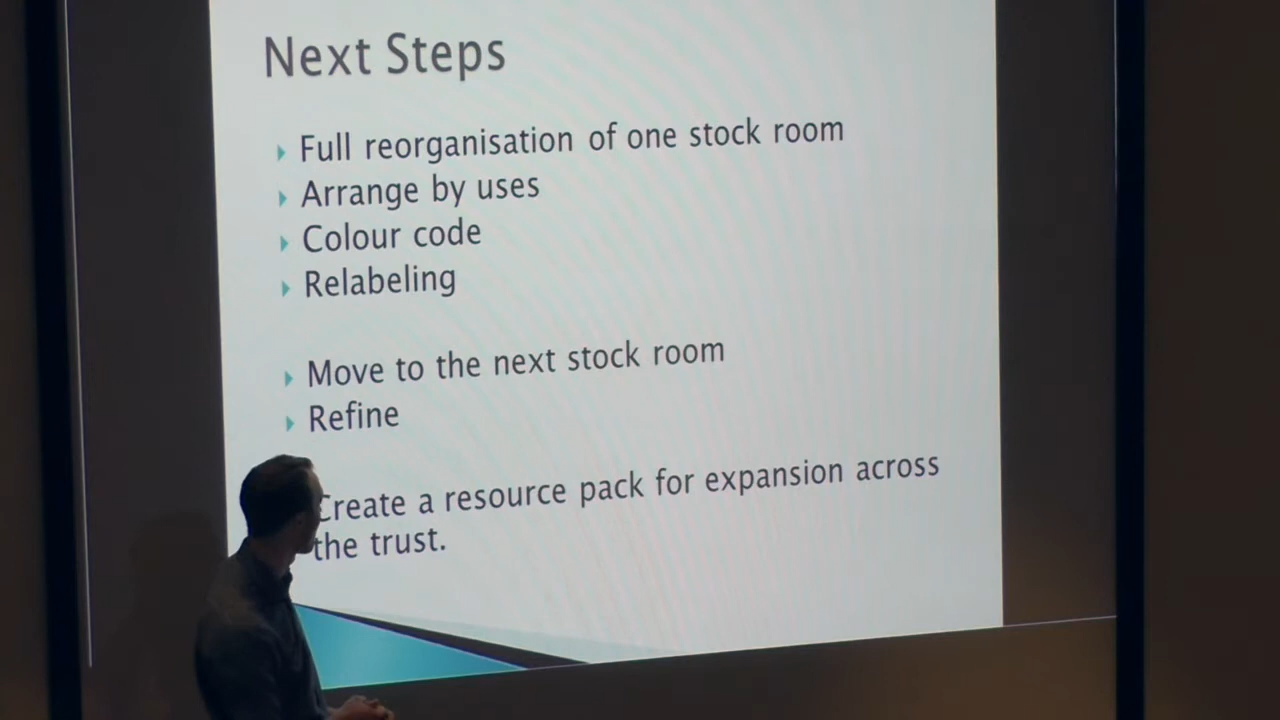 Next Steps
Full reorganisation of one stock room
Arrange by uses
Colour code
Relabeling
Move to the next stock room
Refine
Create a resource pack for expansion across
the trust.